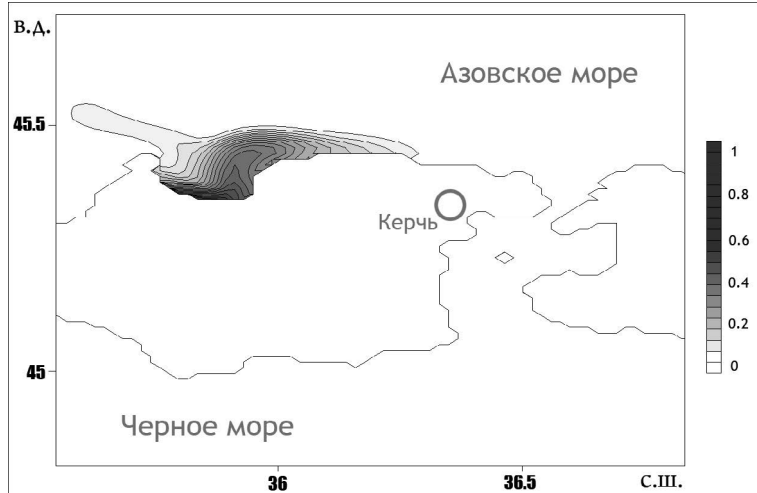 В.Д.
Азовское море
45.5
1
0.8
Керчь
0.6
0.4
0.2
45
0
Черное море
36
36.5
С.Ш.